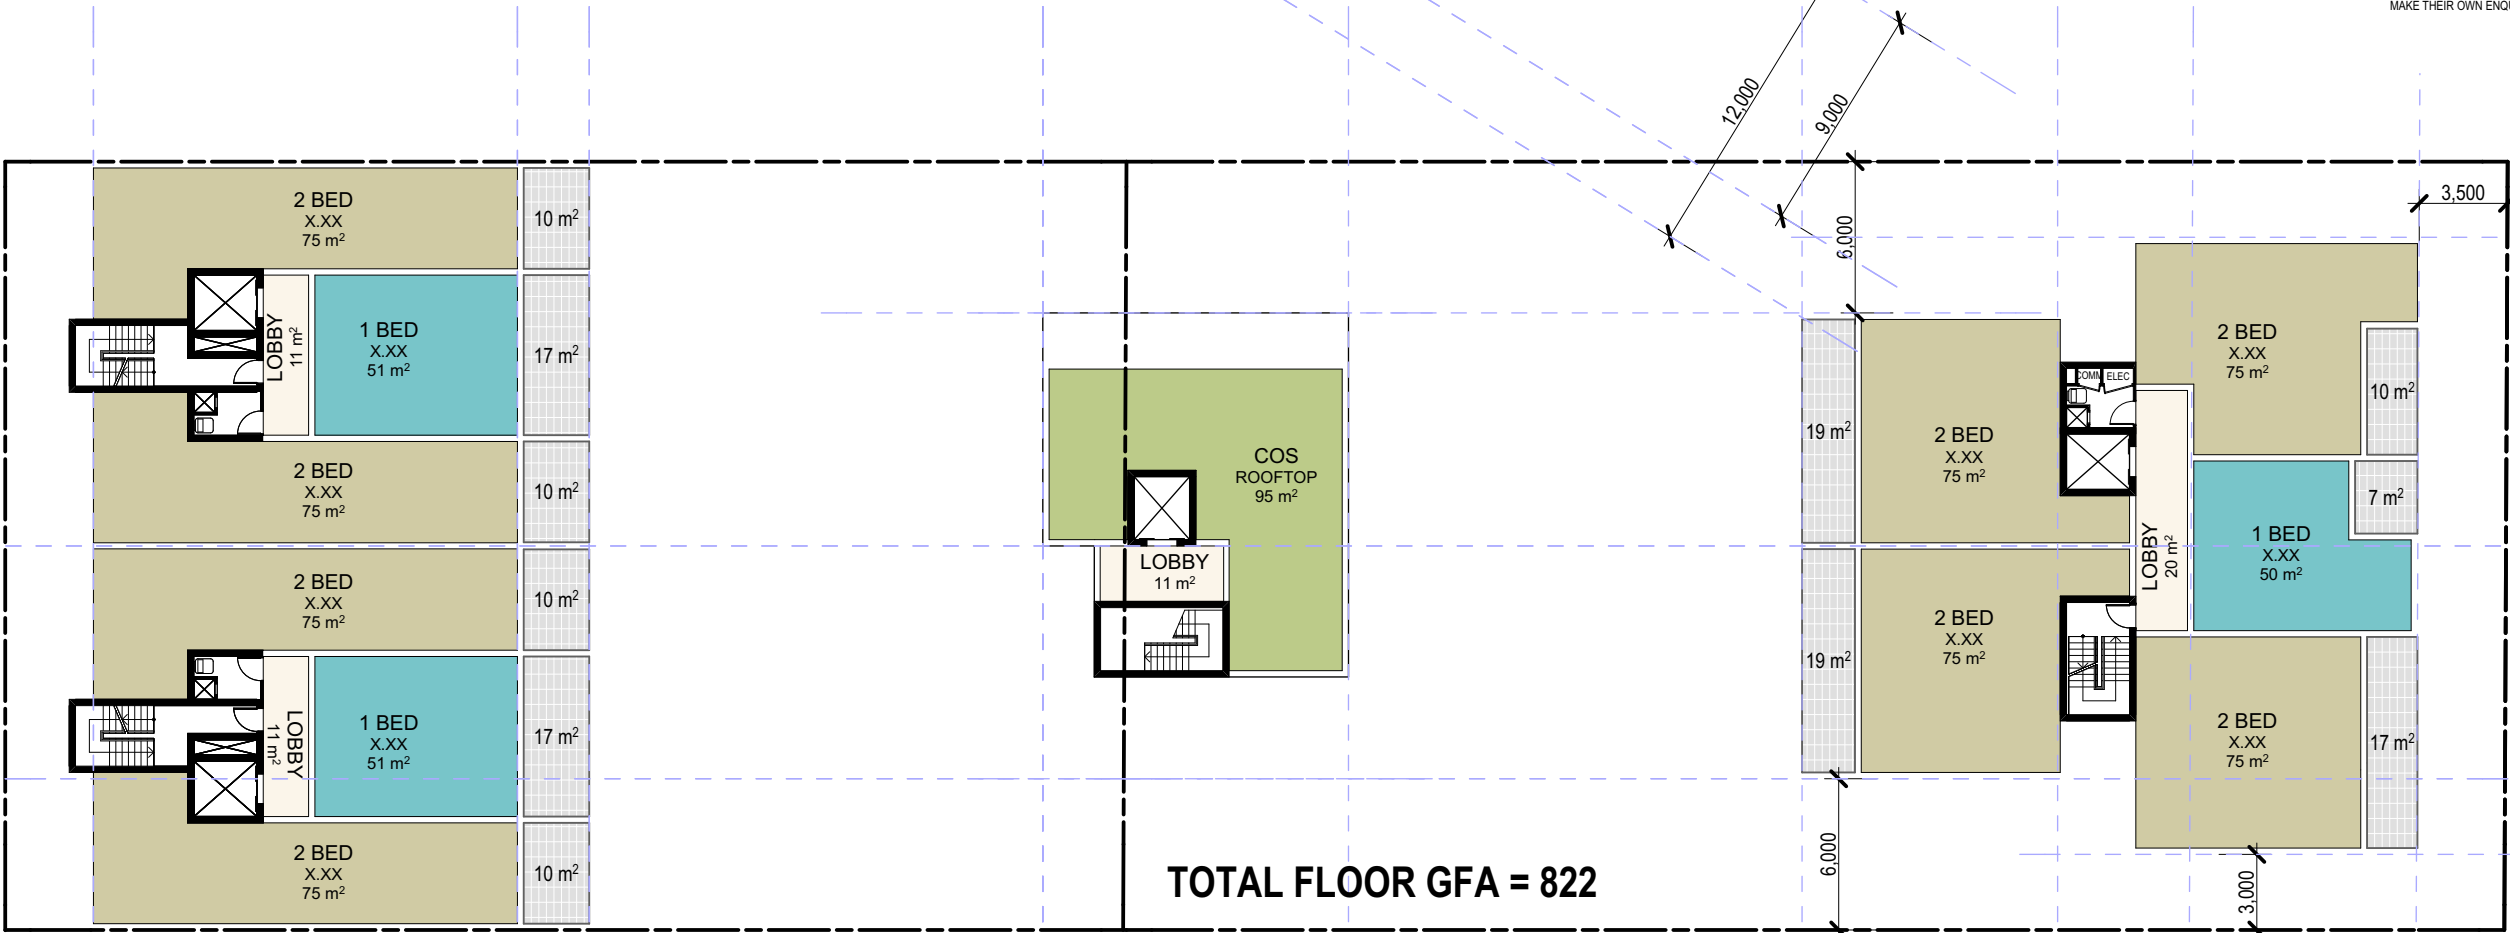 MAKE THEIR OWN ENQU
12,000
9,000
6,000
3,500
2 BED
X.XX
75 m²
10 m²
LOBBY
11 m²
1 BED
X.XX
51 m²
17 m²
2 BED
X.XX
75 m²
10 m²
2 BED
X.XX
75 m²
10 m²
LOBBY
11 m²
1 BED
X.XX
51 m²
17 m²
2 BED
X.XX
75 m²
10 m²
COS
ROOFTOP
95 m²
LOBBY
11 m²
TOTAL FLOOR GFA = 822
19 m²
2 BED
X.XX
75 m²
19 m²
2 BED
X.XX
75 m²
COMM
ELEC
LOBBY
20 m²
2 BED
X.XX
75 m²
10 m²
7 m²
1 BED
X.XX
50 m²
2 BED
X.XX
75 m²
17 m²
6,000
3,000